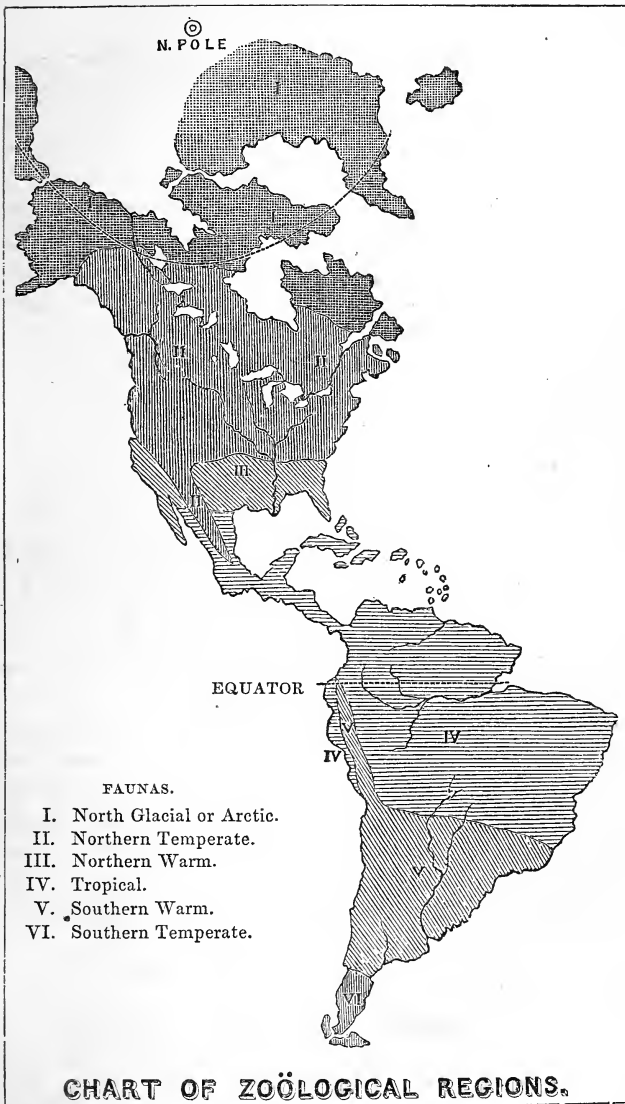 N. POLE
I
I
I
II
II
III
II
EQUATOR
V
IV
IV
V
VI
FAUNAS.
I. North Glacial or Arctic.
II. Northern Temperate.
III. Northern Warm.
IV. Tropical.
V. Southern Warm.
VI. Southern Temperate.
CHART OF ZOÖLOGICAL REGIONS.